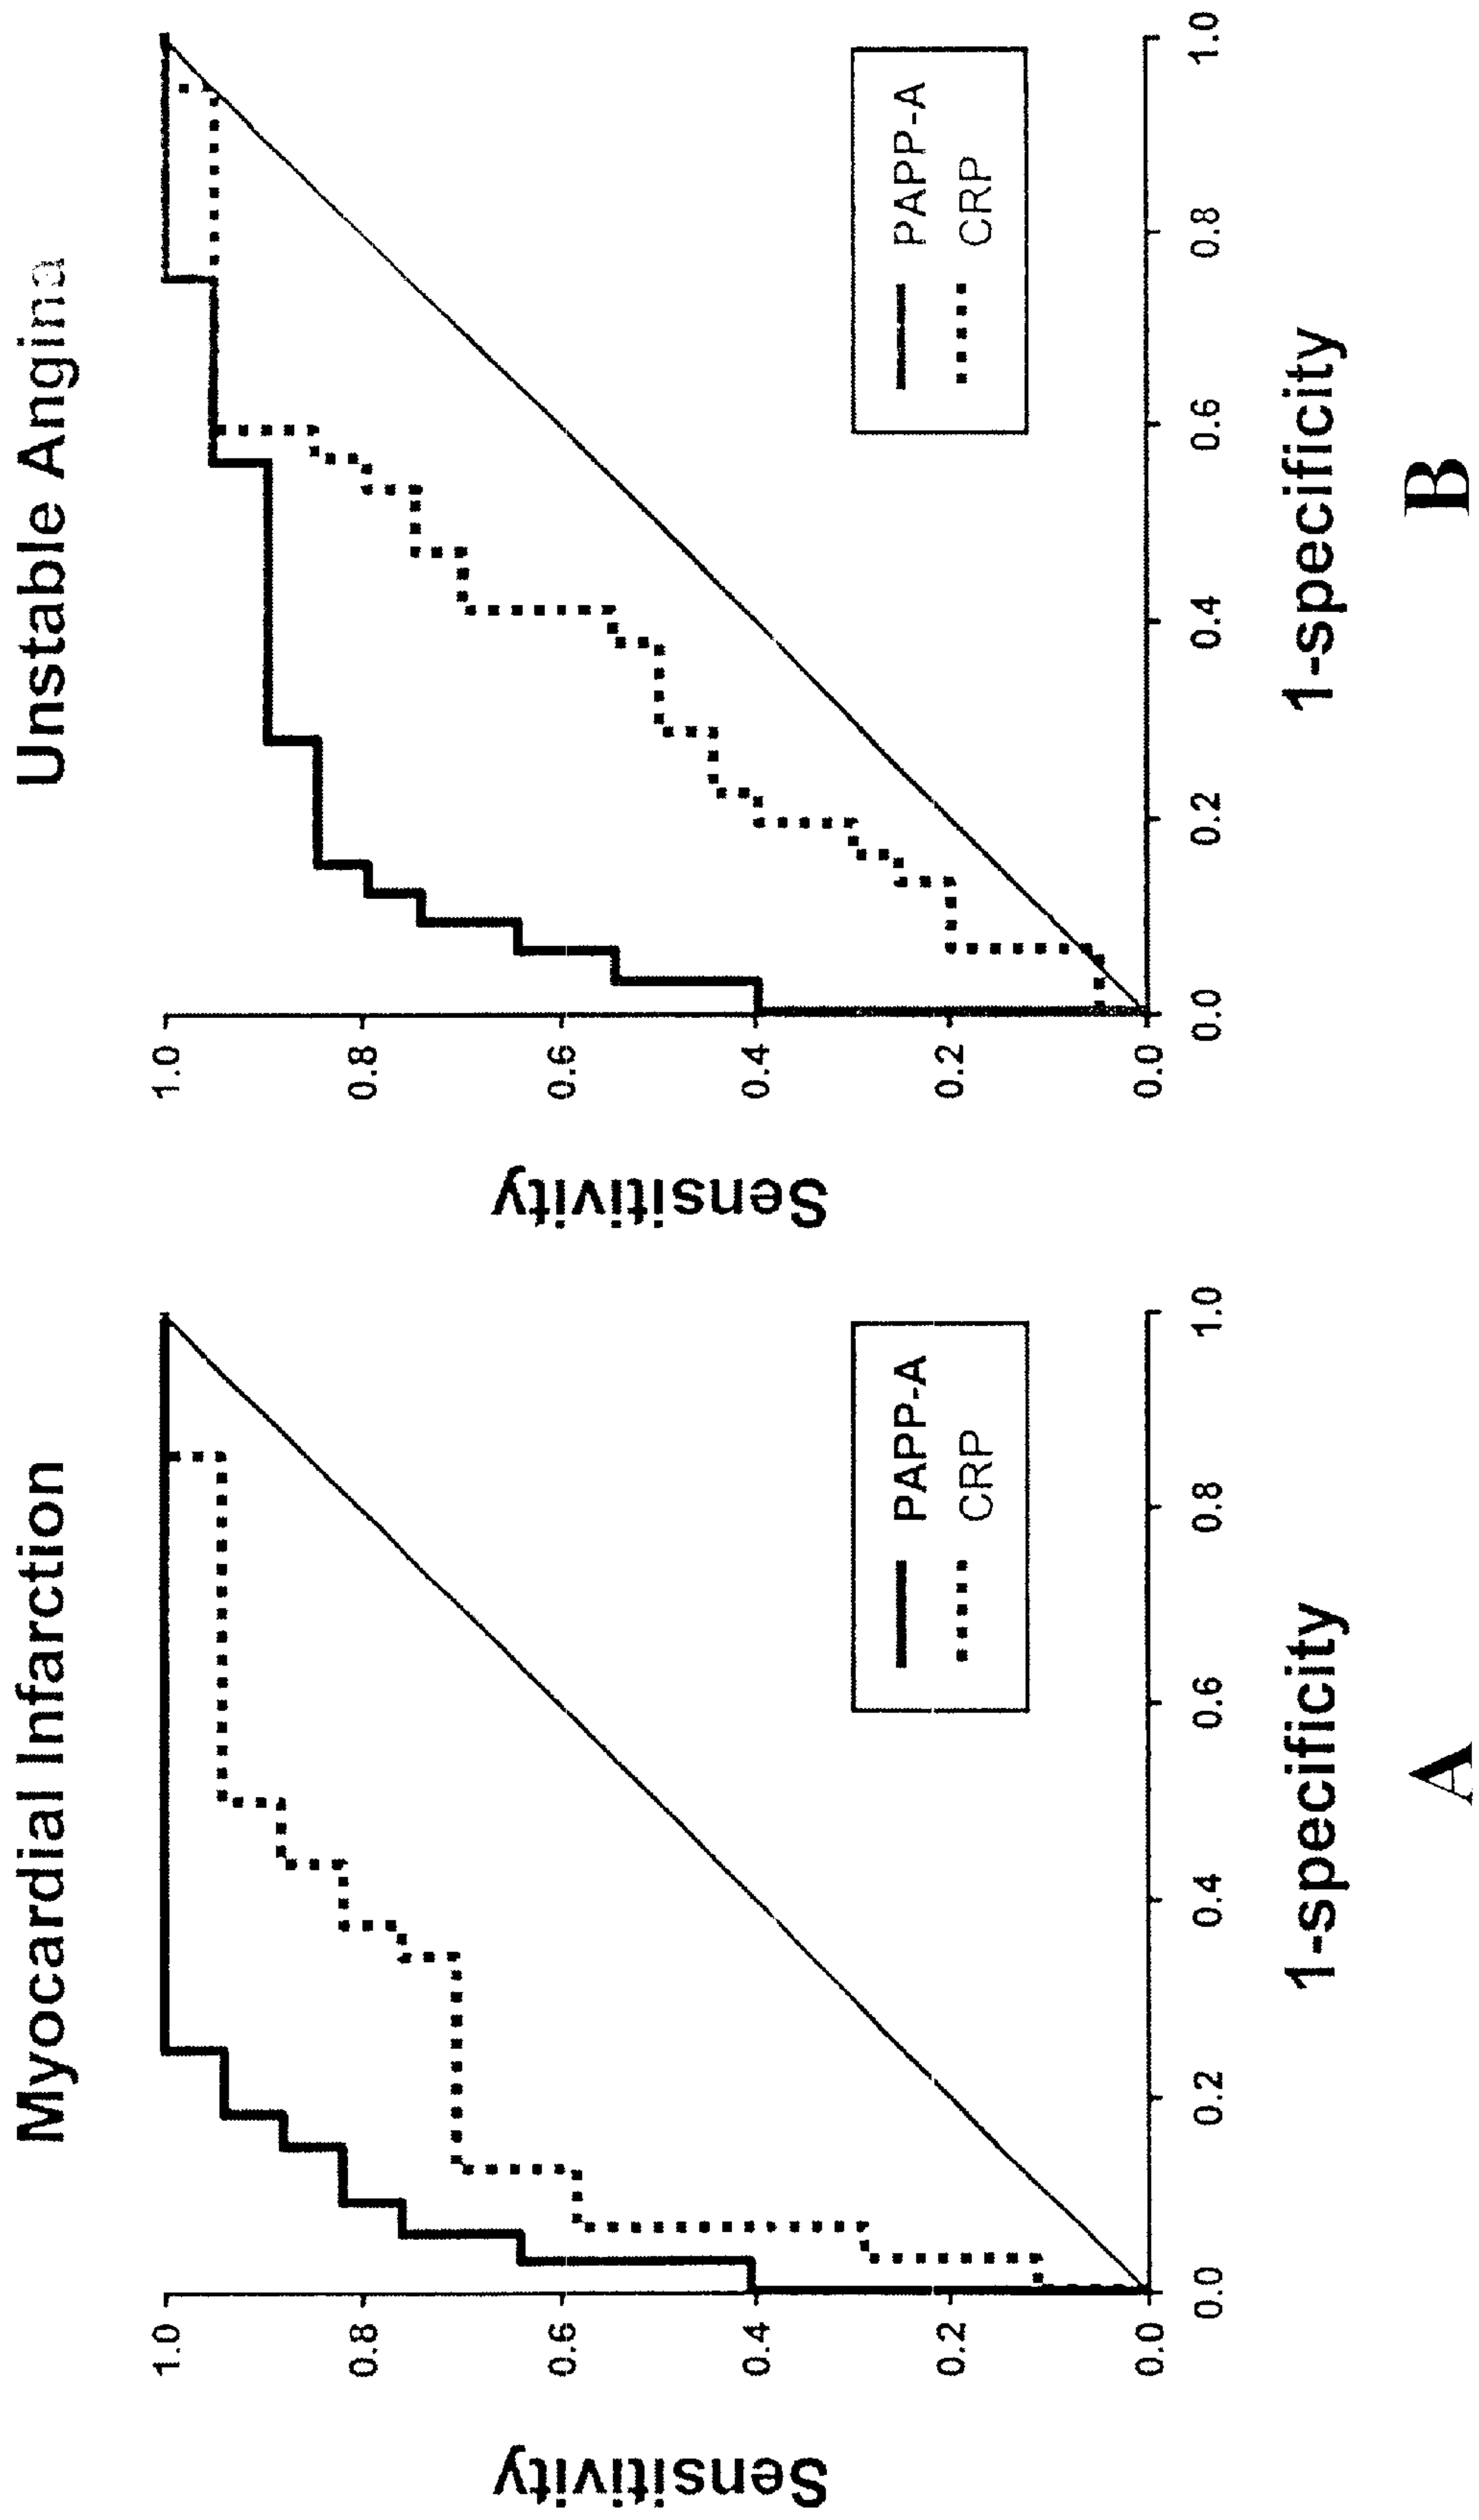 Myocardial Infarction
Sensitivity
1.0
0.8
0.6
0.4
0.2
0.0
0.0 0.2 0.4 0.6 0.8 1.0
PAPP-A
CRP
1-specificity
A
Unstable Angina
Sensitivity
1.0
0.8
0.6
0.4
0.2
0.0
0.0 0.2 0.4 0.6 0.8 1.0
PAPP-A
CRP
1-specificity
B